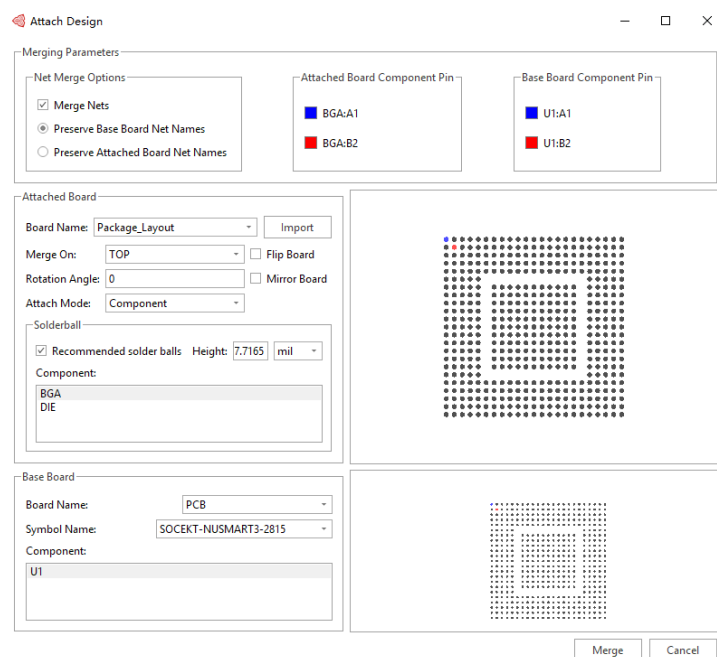 Attach Design
Merging Parameters
Net Merge Options
Merge Nets
Preserve Base Board Net Names
Preserve Attached Board Net Names
Attached Board Component Pin
BGA:A1
BGA:B2
Base Board Component Pin
U1:A1
U1:B2
Attached Board
Board Name: Package_Layout Import
Merge On: TOP Flip Board
Rotation Angle: 0 Mirror Board
Attach Mode: Component
Solderball
Recommended solder balls Height: 7.7165 mil
Component:
BGA
DIE
Base Board
Board Name: PCB
Symbol Name: SOCEKT-NUSMART3-2815
Component:
U1
Merge Cancel